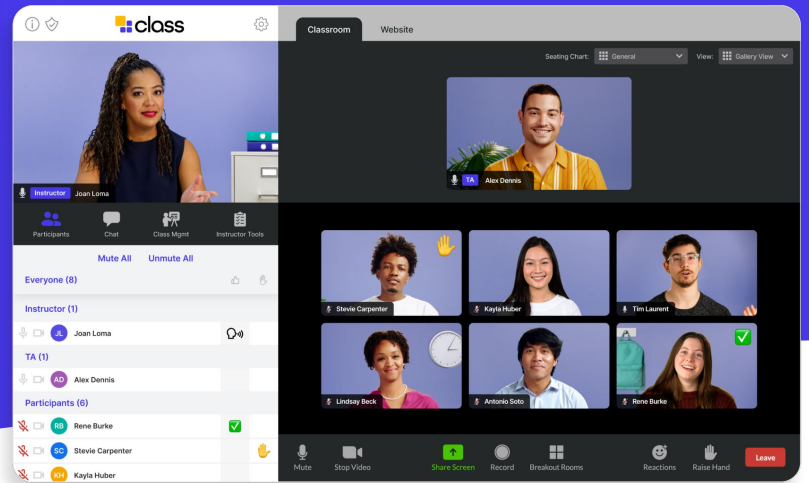 class
Instructor Joan Loma
Participants Chat Class Mgmt Instructor Tools
Mute All Unmute All
Everyone (8)
Instructor (1)
JL Joan Loma
TA (1)
AD Alex Dennis
Participants (6)
RB Rene Burke
SC Stevie Carpenter
KH Kayla Huber
Classroom Website
Seating Chart: General View: Gallery View
TA Alex Dennis
Stevie Carpenter Kayla Huber Tim Laurent
Lindsay Beck Antonio Soto Rene Burke
Mute Stop Video Share Screen Record Breakout Rooms Reactions Raise Hand Leave